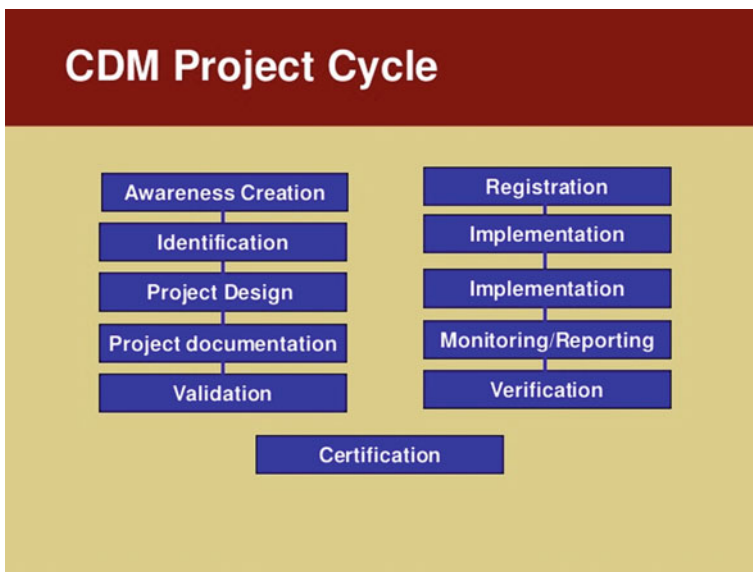 CDM Project Cycle
Awareness Creation
Identification
Project Design
Project documentation
Validation
Registration
Implementation
Implementation
Monitoring/Reporting
Verification
Certification